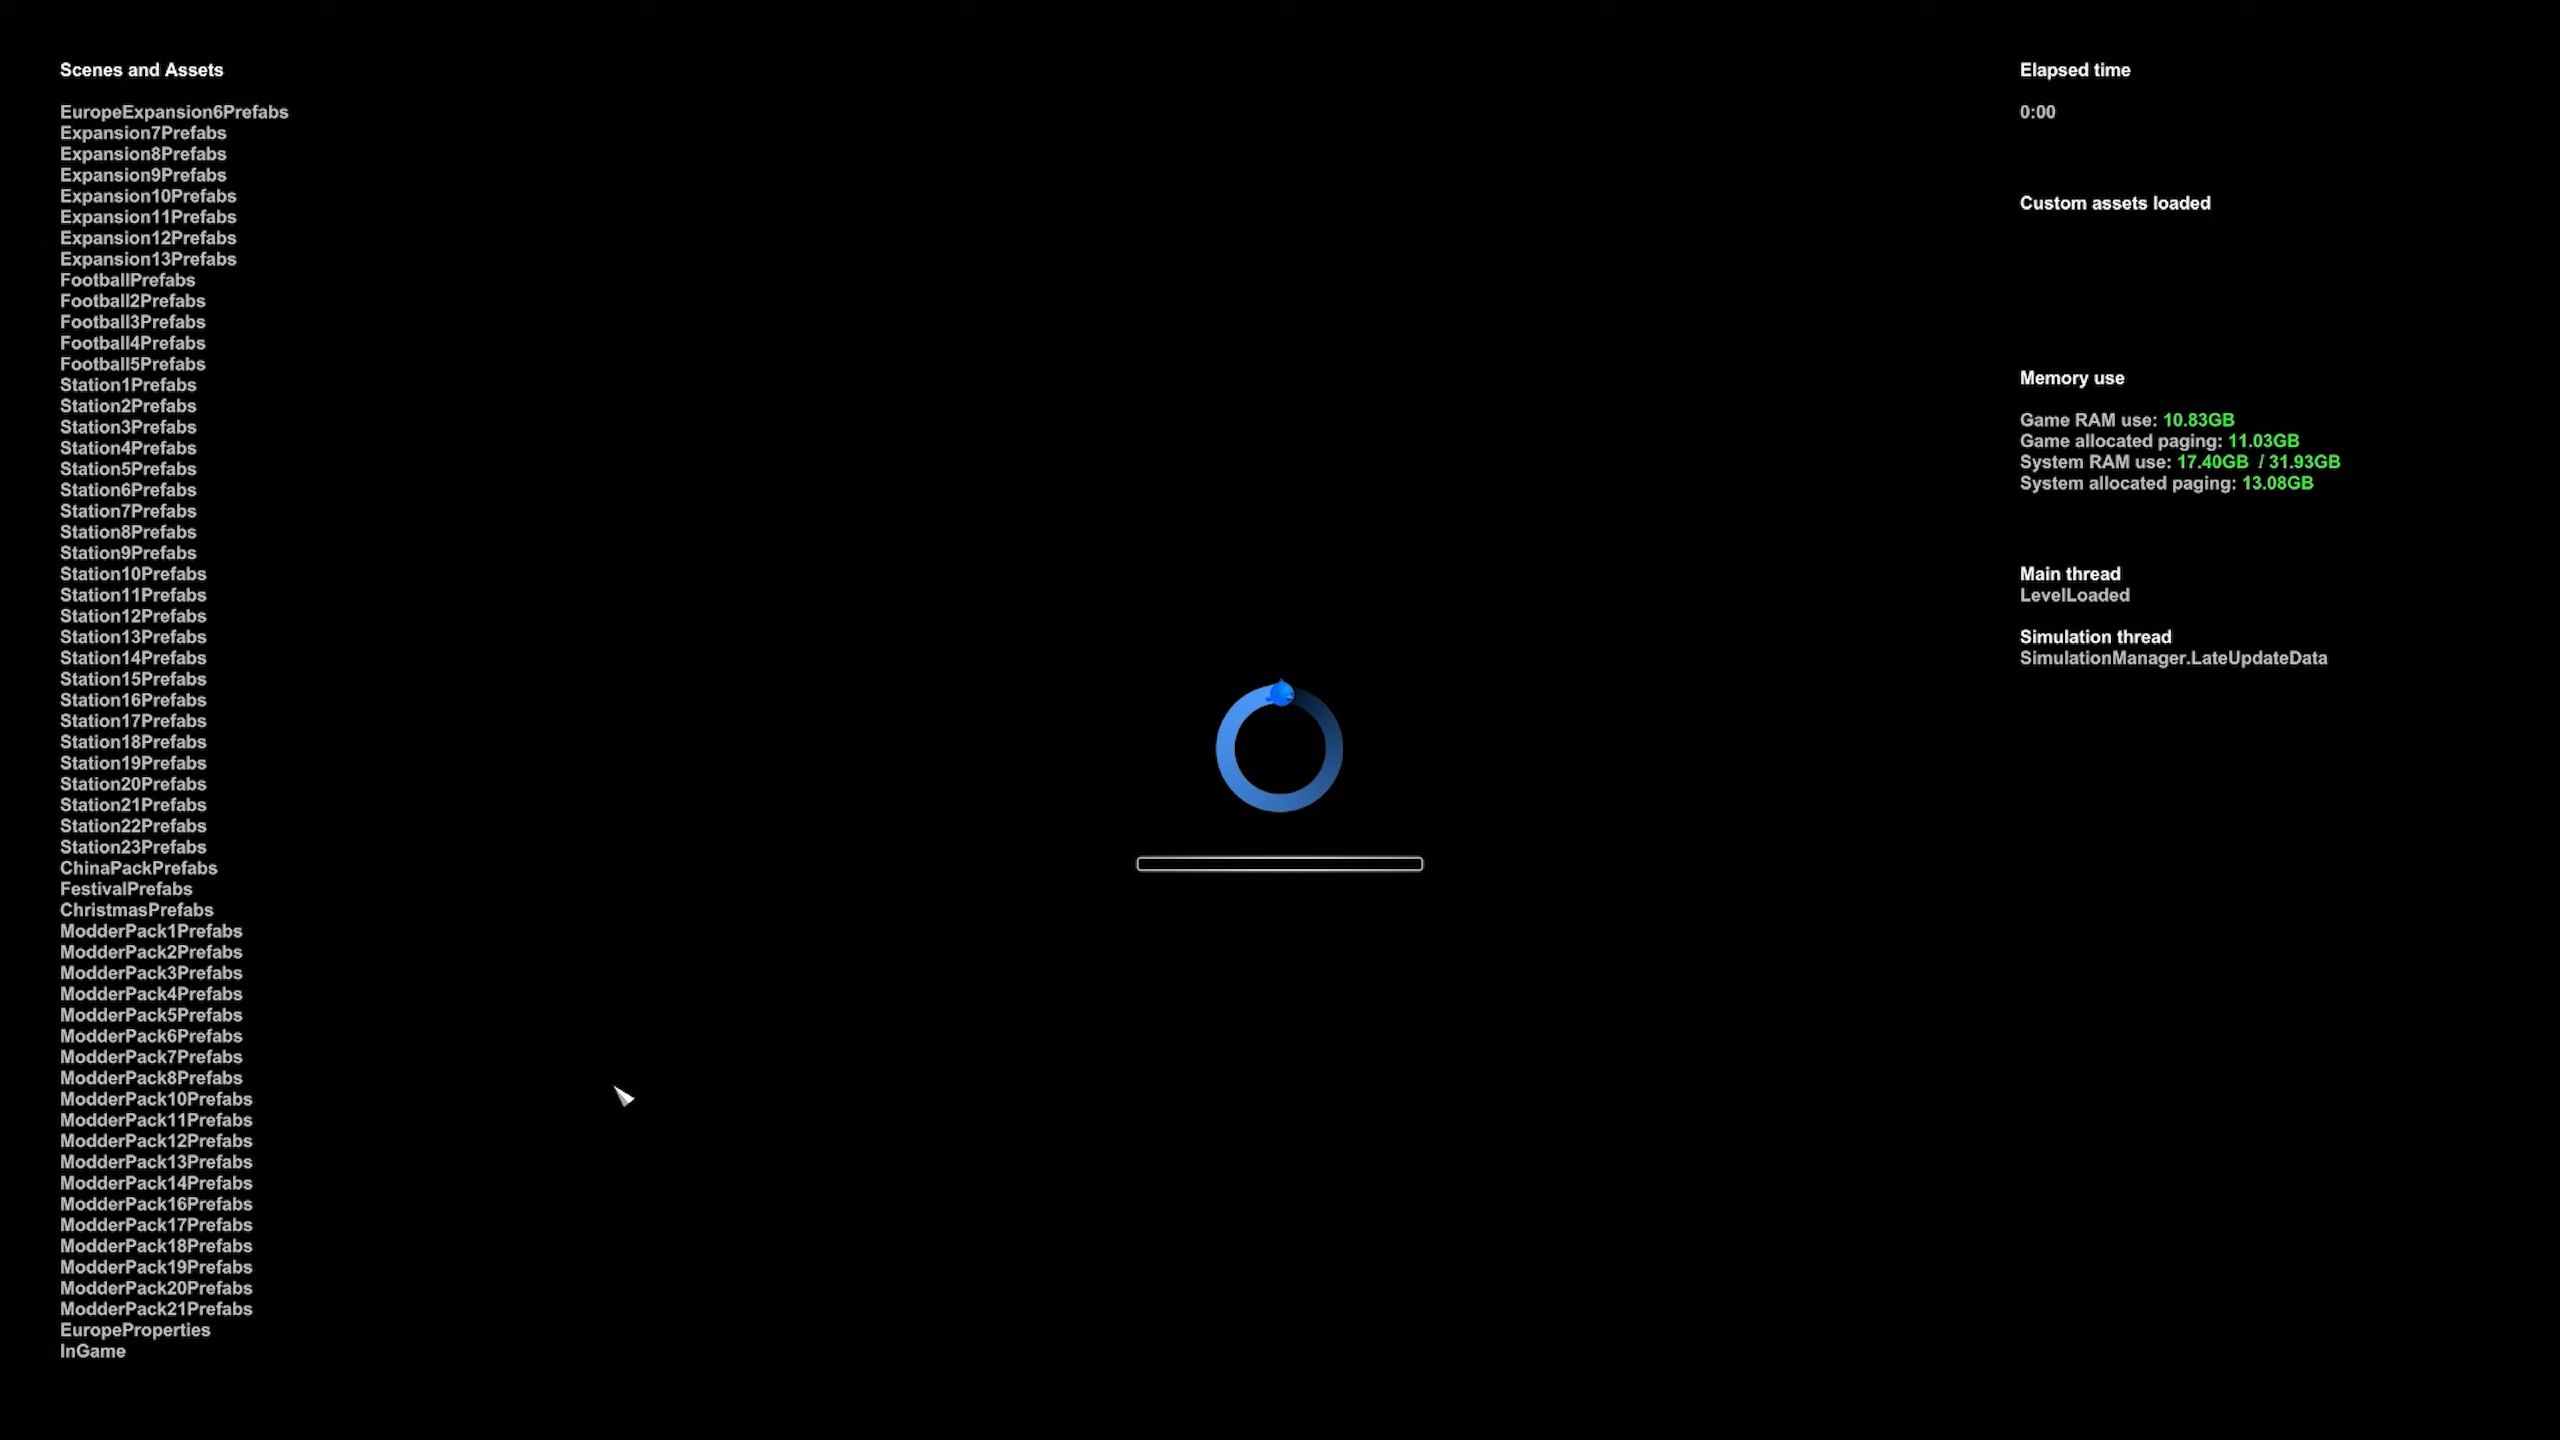 Scenes and Assets
EuropeExpansion6Prefabs
Expansion7Prefabs
Expansion8Prefabs
Expansion9Prefabs
Expansion10Prefabs
Expansion11Prefabs
Expansion12Prefabs
Expansion13Prefabs
FootballPrefabs
Football2Prefabs
Football3Prefabs
Football4Prefabs
Football5Prefabs
Station1Prefabs
Station2Prefabs
Station3Prefabs
Station4Prefabs
Station5Prefabs
Station6Prefabs
Station7Prefabs
Station8Prefabs
Station9Prefabs
Station10Prefabs
Station11Prefabs
Station12Prefabs
Station13Prefabs
Station14Prefabs
Station15Prefabs
Station16Prefabs
Station17Prefabs
Station18Prefabs
Station19Prefabs
Station20Prefabs
Station21Prefabs
Station22Prefabs
Station23Prefabs
ChinaPackPrefabs
FestivalPrefabs
ChristmasPrefabs
ModderPack1Prefabs
ModderPack2Prefabs
ModderPack3Prefabs
ModderPack4Prefabs
ModderPack5Prefabs
ModderPack6Prefabs
ModderPack7Prefabs
ModderPack8Prefabs
ModderPack10Prefabs
ModderPack11Prefabs
ModderPack12Prefabs
ModderPack13Prefabs
ModderPack14Prefabs
ModderPack16Prefabs
ModderPack17Prefabs
ModderPack18Prefabs
ModderPack19Prefabs
ModderPack20Prefabs
ModderPack21Prefabs
EuropeProperties
InGame
Elapsed time
0:00
Custom assets loaded
Memory use
Game RAM use: 10.83GB
Game allocated paging: 11.03GB
System RAM use: 17.40GB / 31.93GB
System allocated paging: 13.08GB
Main thread
LevelLoaded
Simulation thread
SimulationManager.LateUpdateData